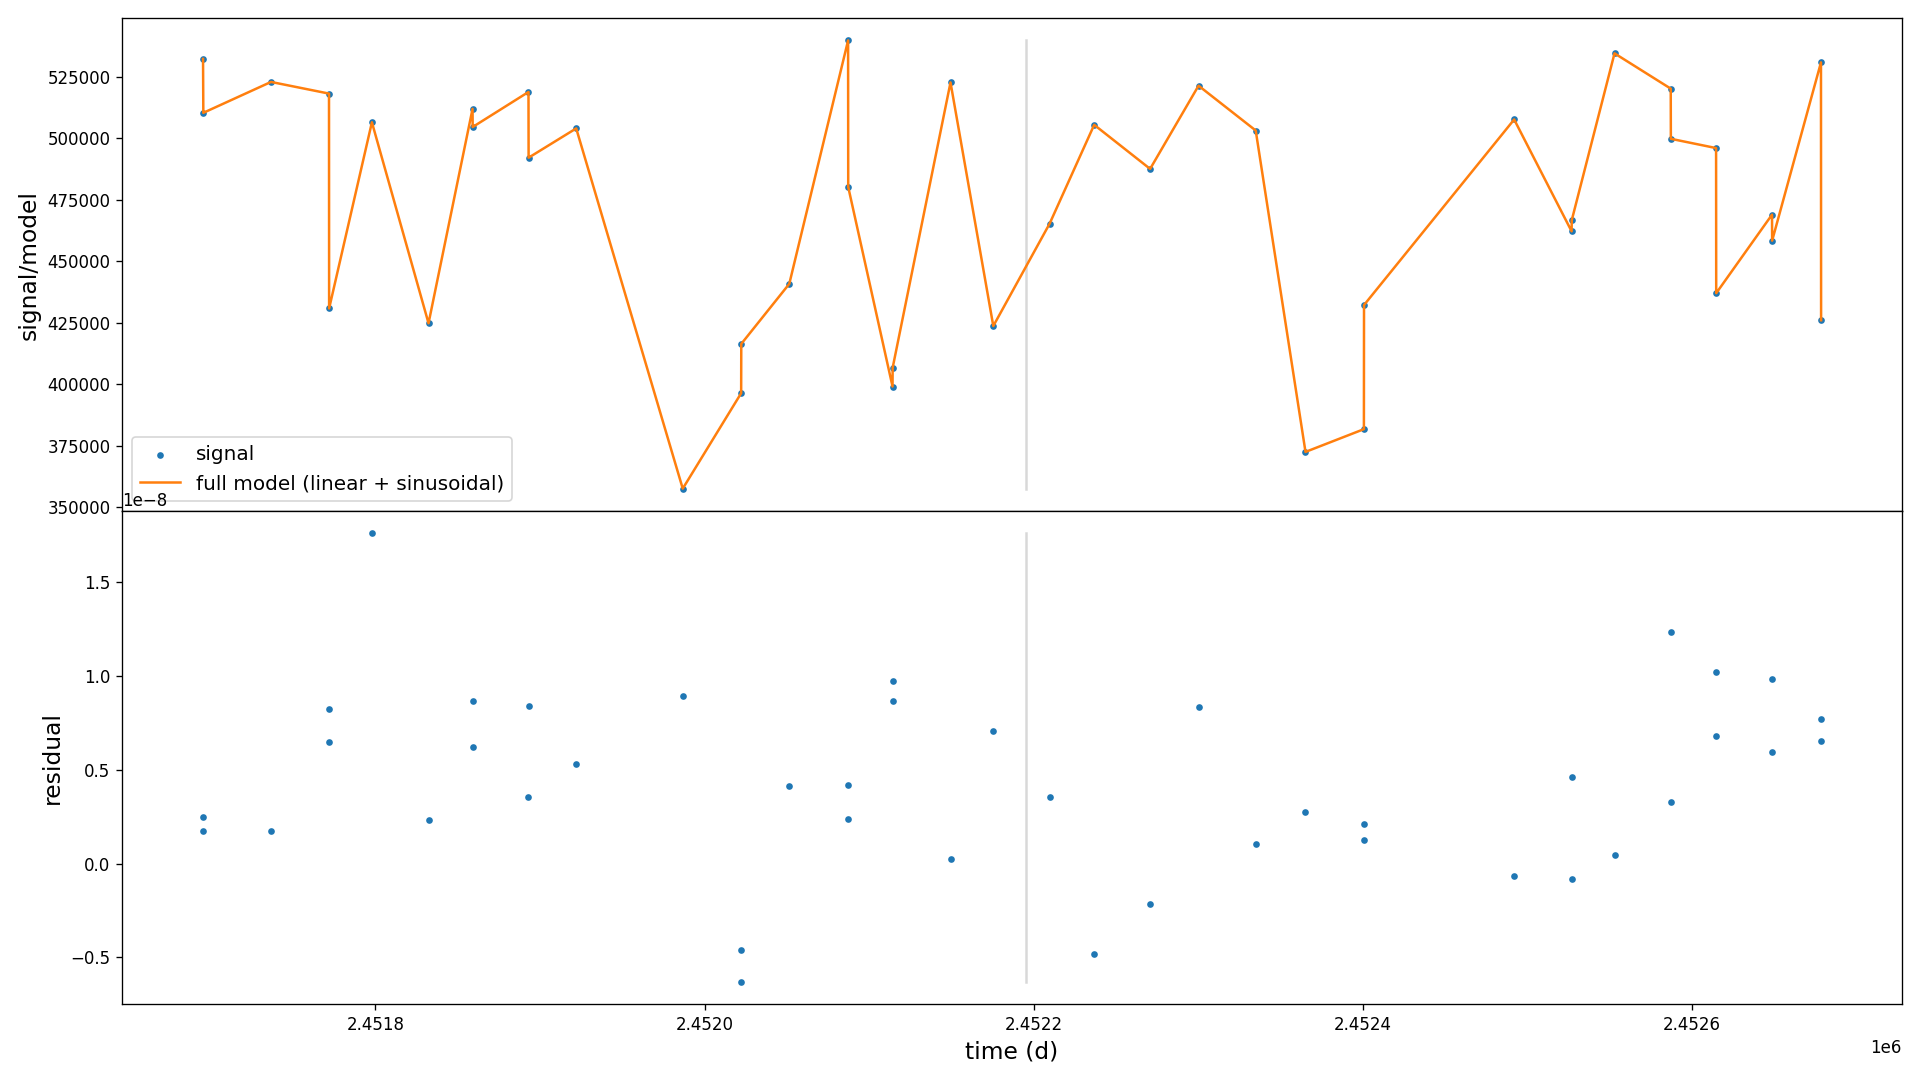 525000
500000
475000
450000
425000
400000
375000
350000
signal/model
signal
full model (linear + sinusoidal)
1e−8
1.5
1.0
0.5
0.0
−0.5
residual
2.4518
2.4520
2.4522
2.4524
2.4526
time (d)
1e6